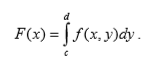 F(x) = ∫_c^d f(x, y)dy.